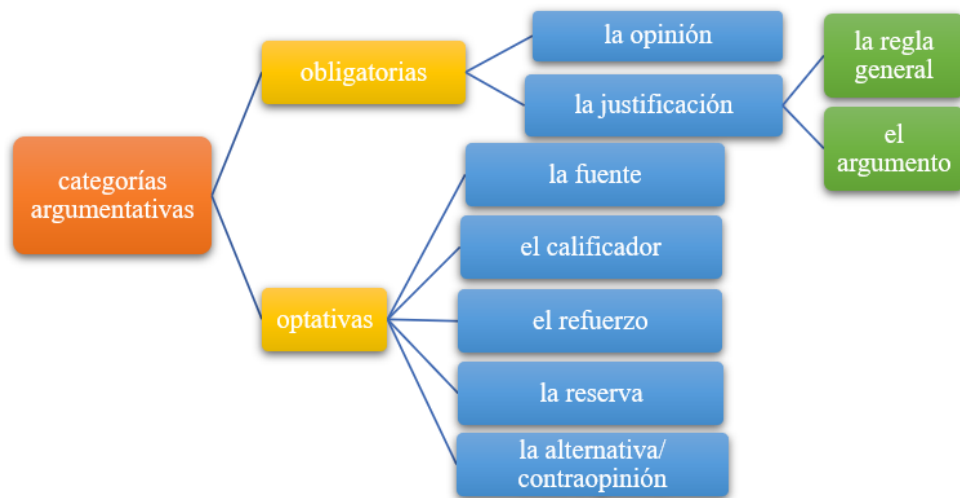 categorías
argumentativas
obligatorias
la opinión
la justificación
la regla
general
el
argumento
optativas
la fuente
el calificador
el refuerzo
la reserva
la alternativa/
contraopinión